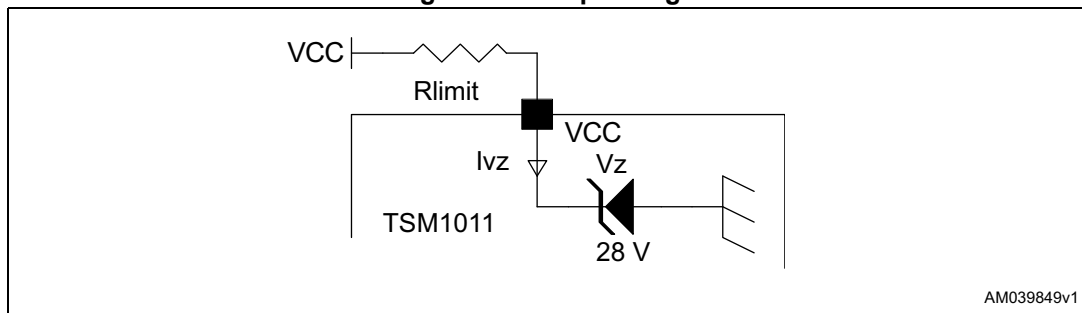 VCC
Rlimit
VCC
Ivz
Vz
TSM1011
28 V
AM039849v1